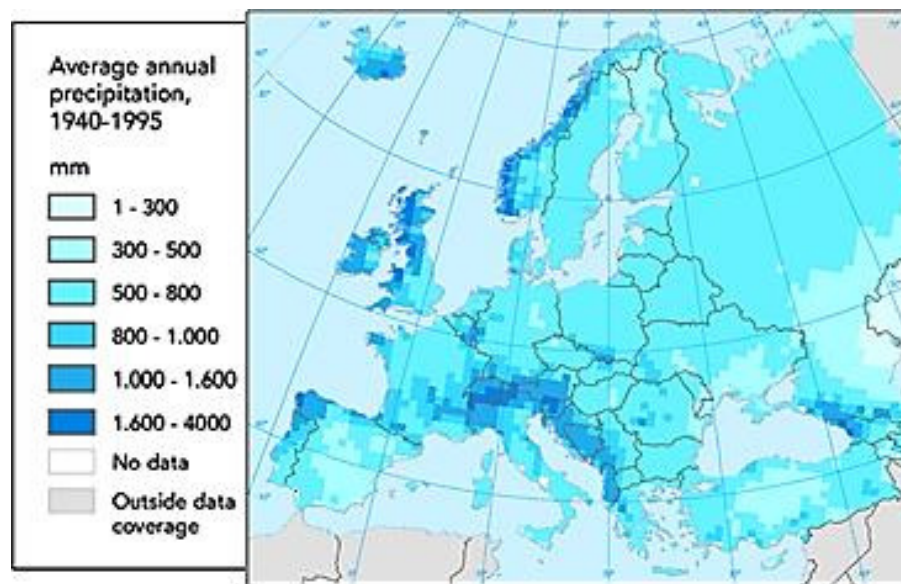 Average annual
precipitation,
1940-1995
mm
1 - 300
300 - 500
500 - 800
800 - 1.000
1.000 - 1.600
1.600 - 4000
No data
Outside data
coverage